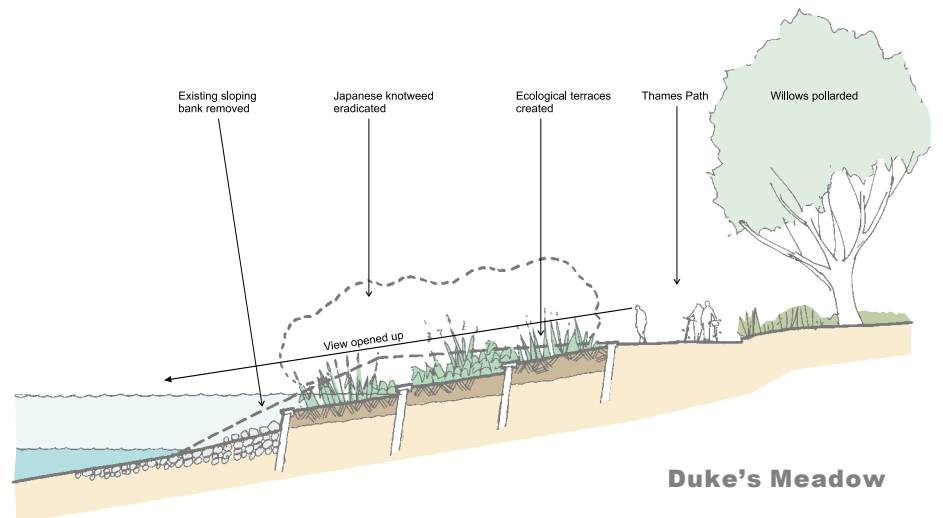 Existing sloping
bank removed
Japanese knotweed
eradicated
Ecological terraces
created
Thames Path
Willows pollarded
View opened up
Duke's Meadow